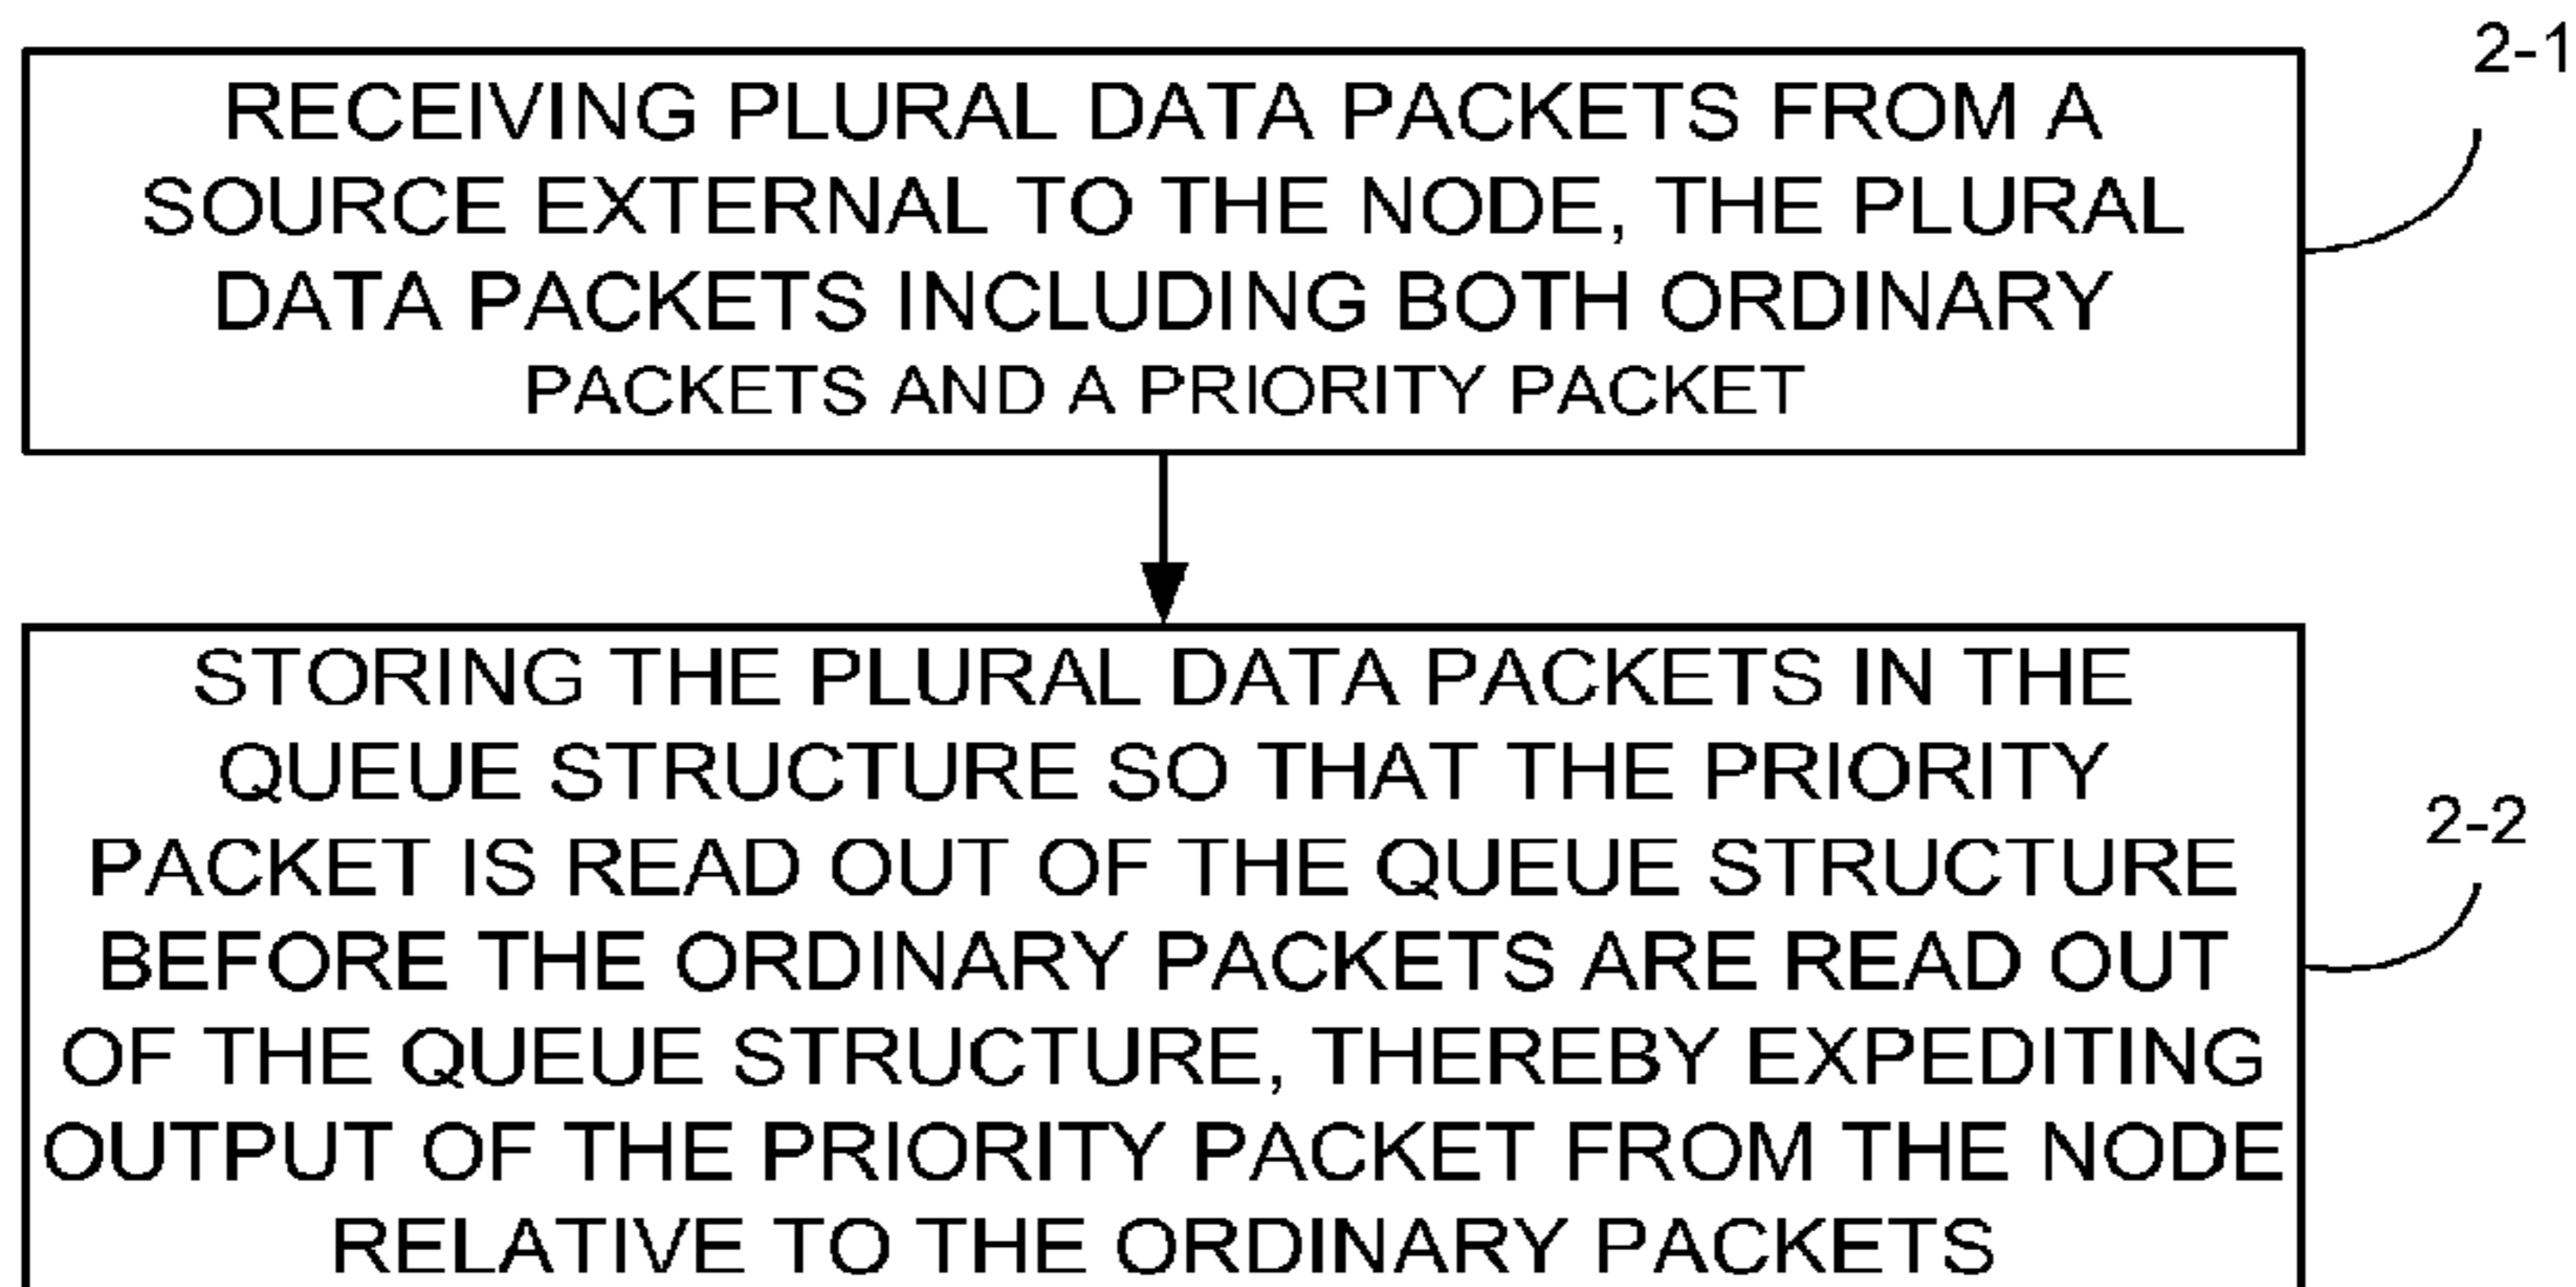 2-1
RECEIVING PLURAL DATA PACKETS FROM A
SOURCE EXTERNAL TO THE NODE, THE PLURAL
DATA PACKETS INCLUDING BOTH ORDINARY
PACKETS AND A PRIORITY PACKET
STORING THE PLURAL DATA PACKETS IN THE
QUEUE STRUCTURE SO THAT THE PRIORITY
PACKET IS READ OUT OF THE QUEUE STRUCTURE
BEFORE THE ORDINARY PACKETS ARE READ OUT
OF THE QUEUE STRUCTURE, THEREBY EXPEDITING
OUTPUT OF THE PRIORITY PACKET FROM THE NODE
RELATIVE TO THE ORDINARY PACKETS
2-2